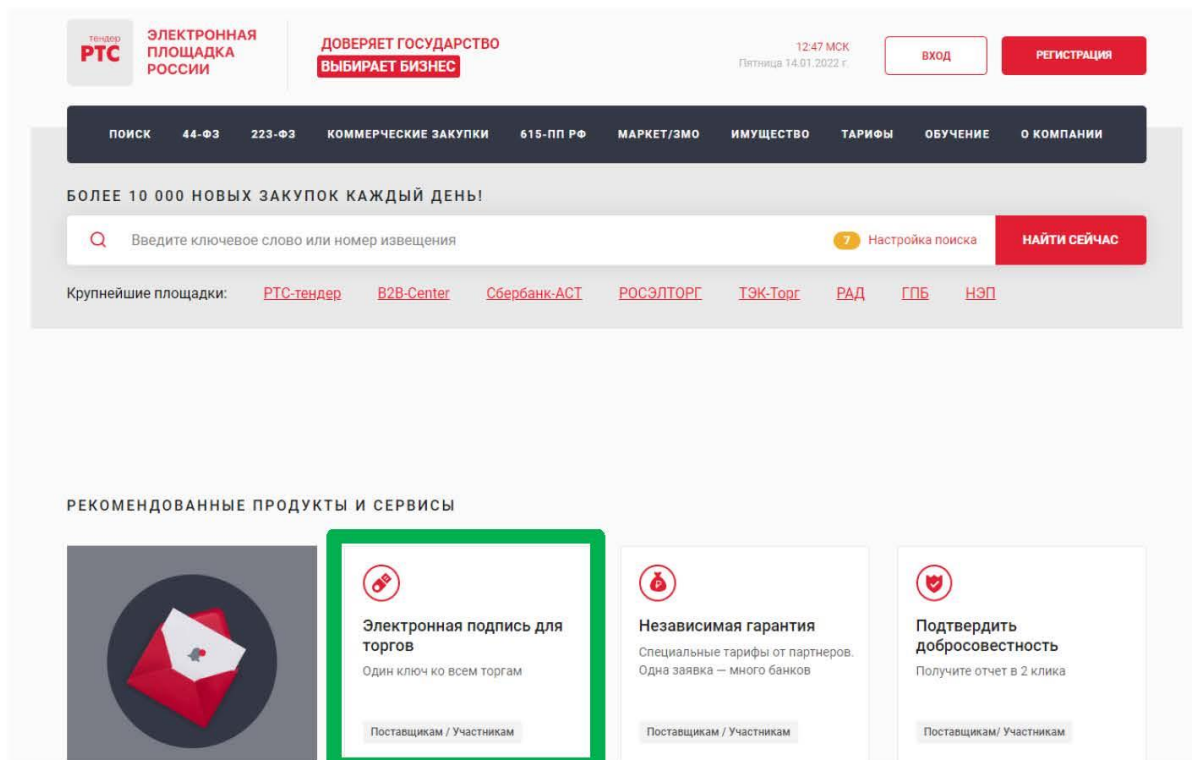 тендер
РТС
ЭЛЕКТРОННАЯ
ПЛОЩАДКА
РОССИИ
ДОВЕРЯЕТ ГОСУДАРСТВО
ВЫБИРАЕТ БИЗНЕС
12:47 МСК
Пятница 14.01.2022 г.
ВХОД
РЕГИСТРАЦИЯ
ПОИСК 44-ФЗ 223-ФЗ КОММЕРЧЕСКИЕ ЗАКУПКИ 615-ПП РФ МАРКЕТ/ЗМО ИМУЩЕСТВО ТАРИФЫ ОБУЧЕНИЕ О КОМПАНИИ
БОЛЕЕ 10 000 НОВЫХ ЗАКУПОК КАЖДЫЙ ДЕНЬ!
Введите ключевое слово или номер извещения
7 Настройка поиска
НАЙТИ СЕЙЧАС
Крупнейшие площадки: РТС-тендер B2B-Center Сбербанк-АСТ РОСЭЛТОРГ ТЭК-Торг РАД ГПБ НЭП
РЕКОМЕНДОВАННЫЕ ПРОДУКТЫ И СЕРВИСЫ
Электронная подпись для
торгов
Один ключ ко всем торгам
Поставщикам / Участникам
Независимая гарантия
Специальные тарифы от партнеров.
Одна заявка — много банков
Поставщикам / Участникам
Подтвердить
добросовестность
Получите отчет в 2 клика
Поставщикам/ Участникам